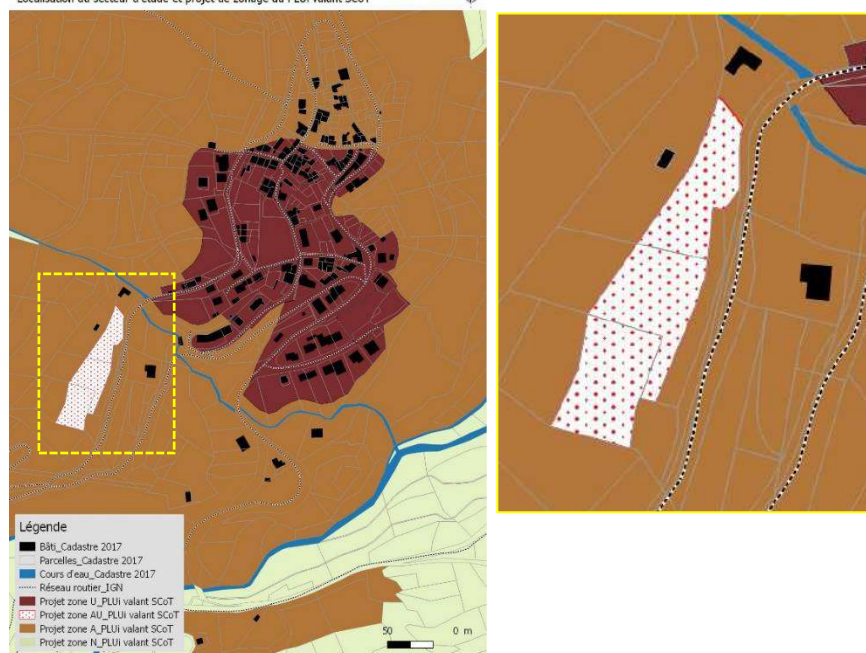 Localisation du secteur d'étude et projet de zonage du PLUi valant SCoT
Légende
Bâti_Cadastre 2017
Parcelles_Cadastre 2017
Cours d'eau_Cadastre 2017
Réseau routier_IGN
Projet zone U_PLUi valant SCoT
Projet zone AU_PLUi valant SCoT
Projet zone A_PLUi valant SCoT
Projet zone N_PLUi valant SCoT
50 0 m